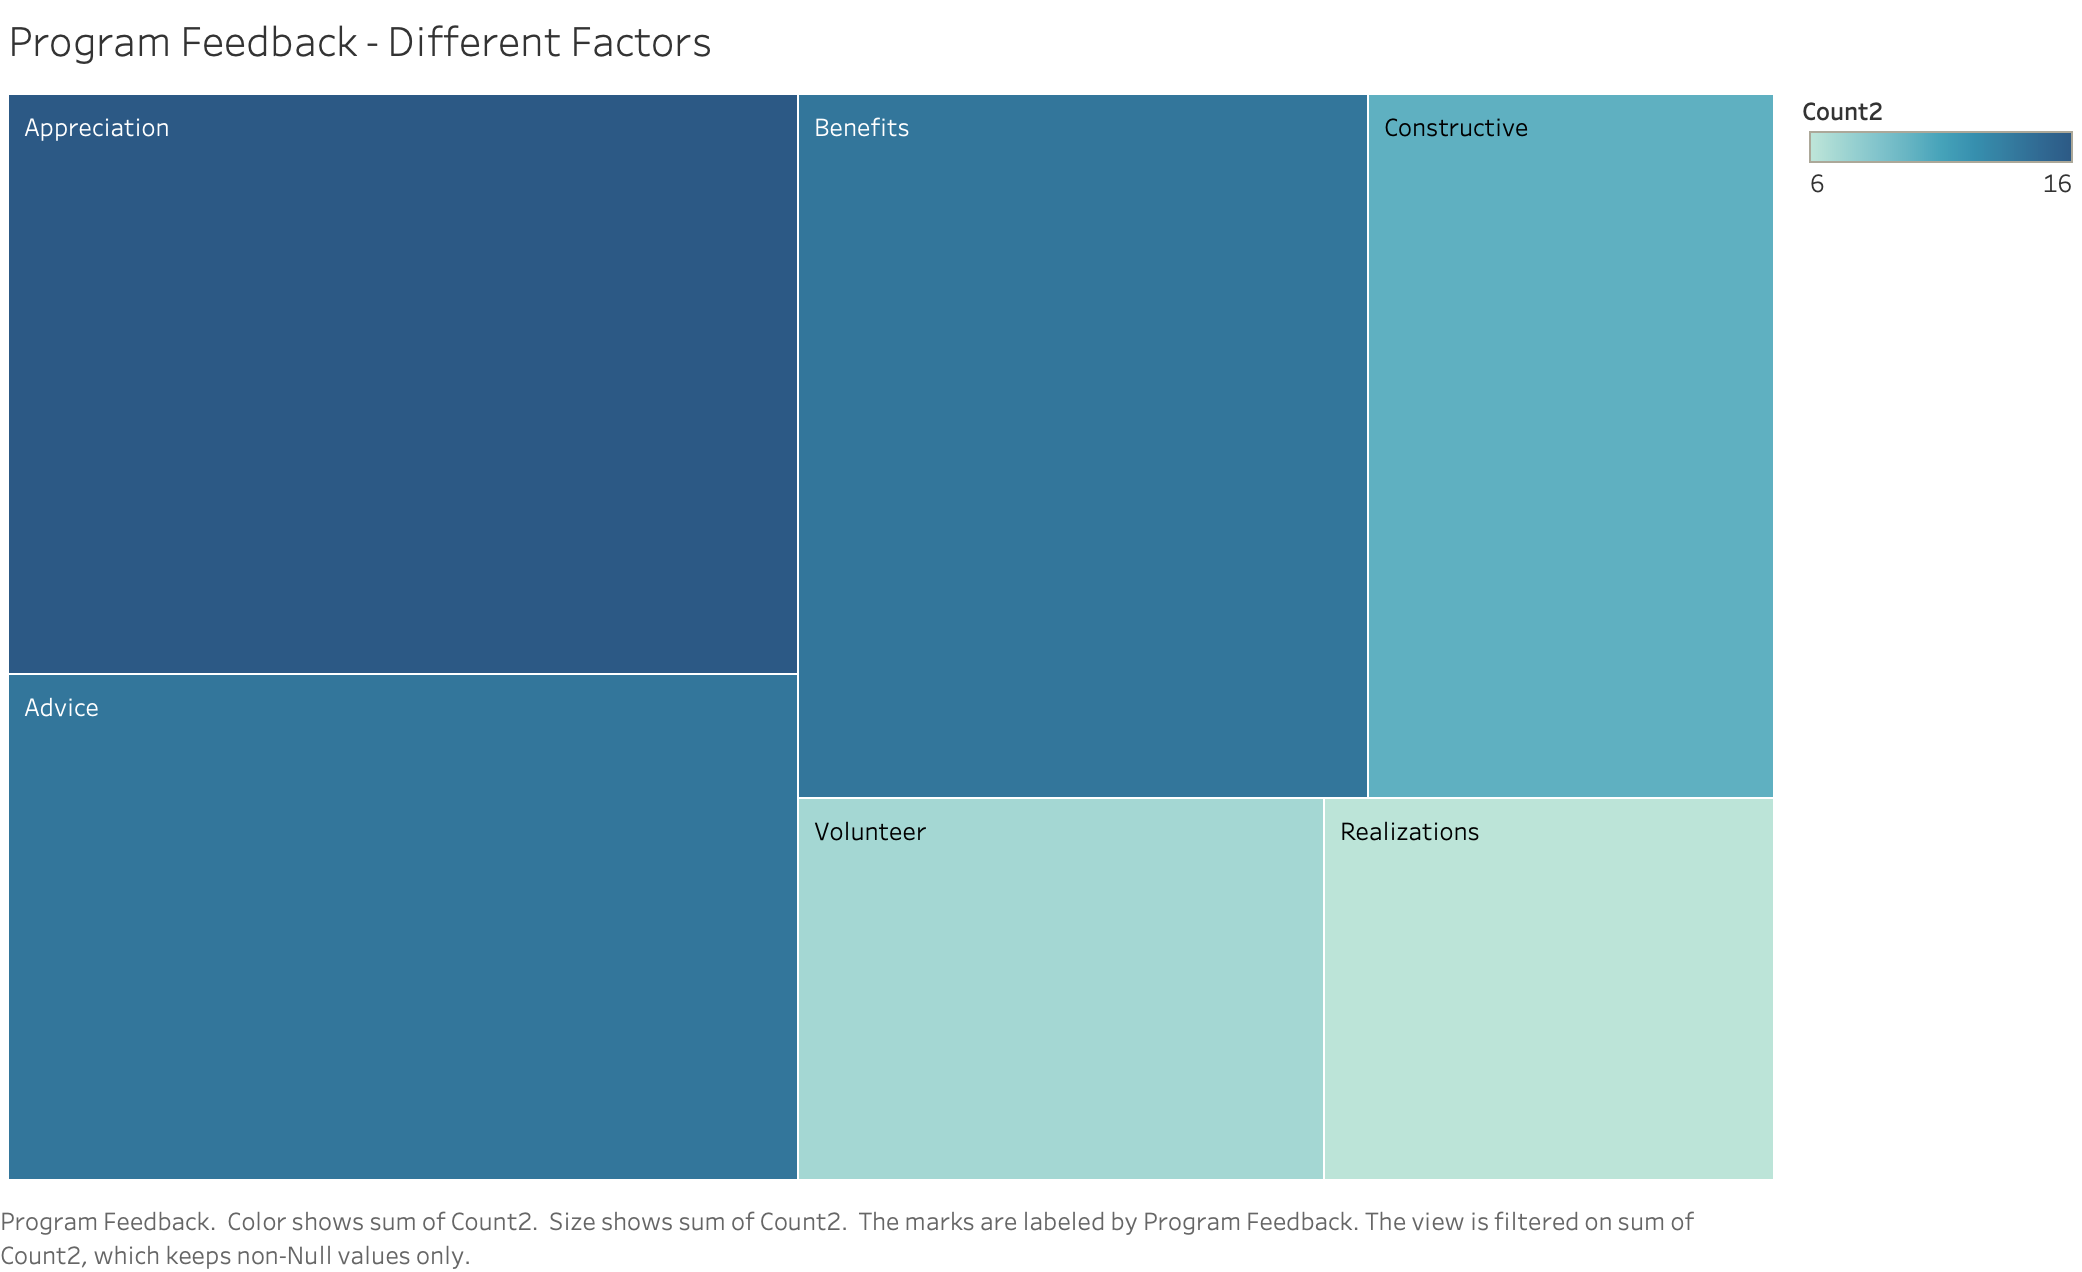 Program Feedback - Different Factors
Appreciation
Benefits
Constructive
Count2
6 16
Advice
Volunteer
Realizations
Program Feedback. Color shows sum of Count2. Size shows sum of Count2. The marks are labeled by Program Feedback. The view is filtered on sum of
Count2, which keeps non-Null values only.